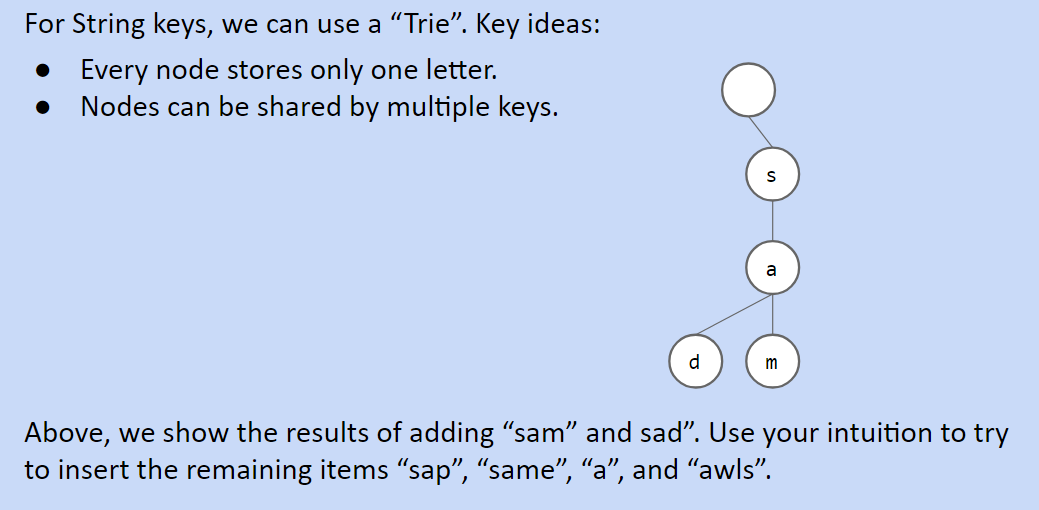 For String keys, we can use a “Trie”. Key ideas:
● Every node stores only one letter.
● Nodes can be shared by multiple keys.
s
a
d m
Above, we show the results of adding “sam” and sad”. Use your intuition to try
to insert the remaining items “sap”, “same”, “a”, and “awls”.